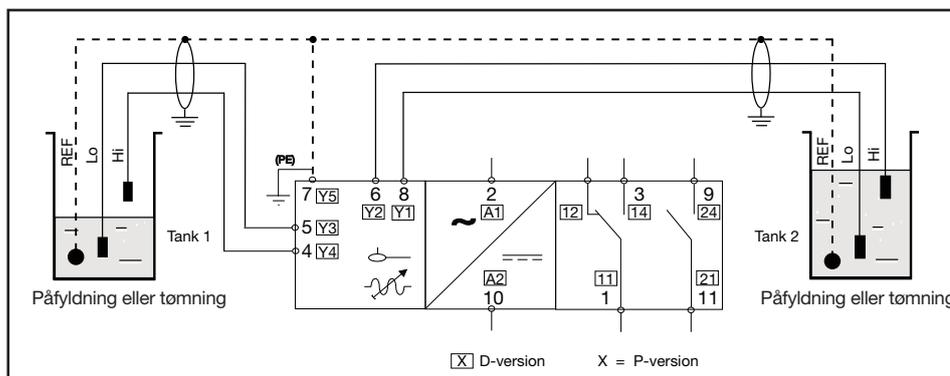 REF
Lo
Hi
Tank 1
Påfyldning eller tømning
(PE)
7 Y5
6
Y2
8
Y1
5 Y3
4 Y4
2
A1
~
A2
10
12
3
14
9
24
11
1
21
11
REF
Lo
Hi
Tank 2
Påfyldning eller tømning
X D-version
X = P-version